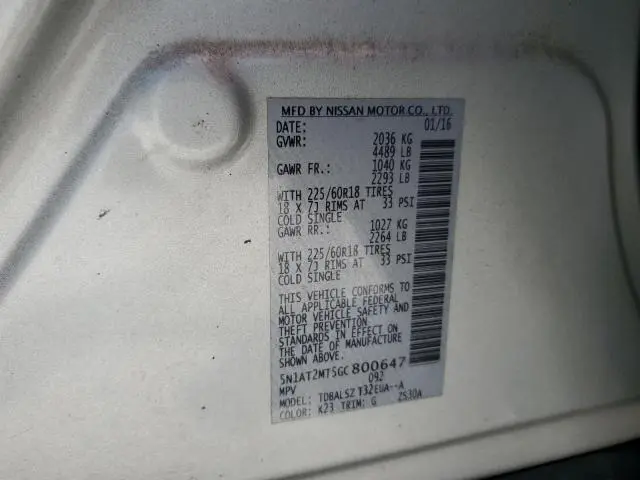 MFD BY NISSAN MOTOR CO., LTD.
DATE: 01/16
GVWR: 2036 KG
4489 LB
GAWR FR.: 1040 KG
2293 LB
WITH 225/60R18 TIRES
18 X 7J RIMS AT 33 PSI
COLD SINGLE
GAWR RR.: 1027 KG
2264 LB
WITH 225/60R18 TIRES
18 X 7J RIMS AT 33 PSI
COLD SINGLE
THIS VEHICLE CONFORMS TO
ALL APPLICABLE FEDERAL
MOTOR VEHICLE SAFETY AND
THEFT PREVENTION
STANDARDS IN EFFECT ON
THE DATE OF MANUFACTURE
SHOWN ABOVE.
5N1AT2MT5GC800647
092
MPV
MODEL: TDBALSZ T32EUA--A
COLOR: K23 TRIM: G 2S30A